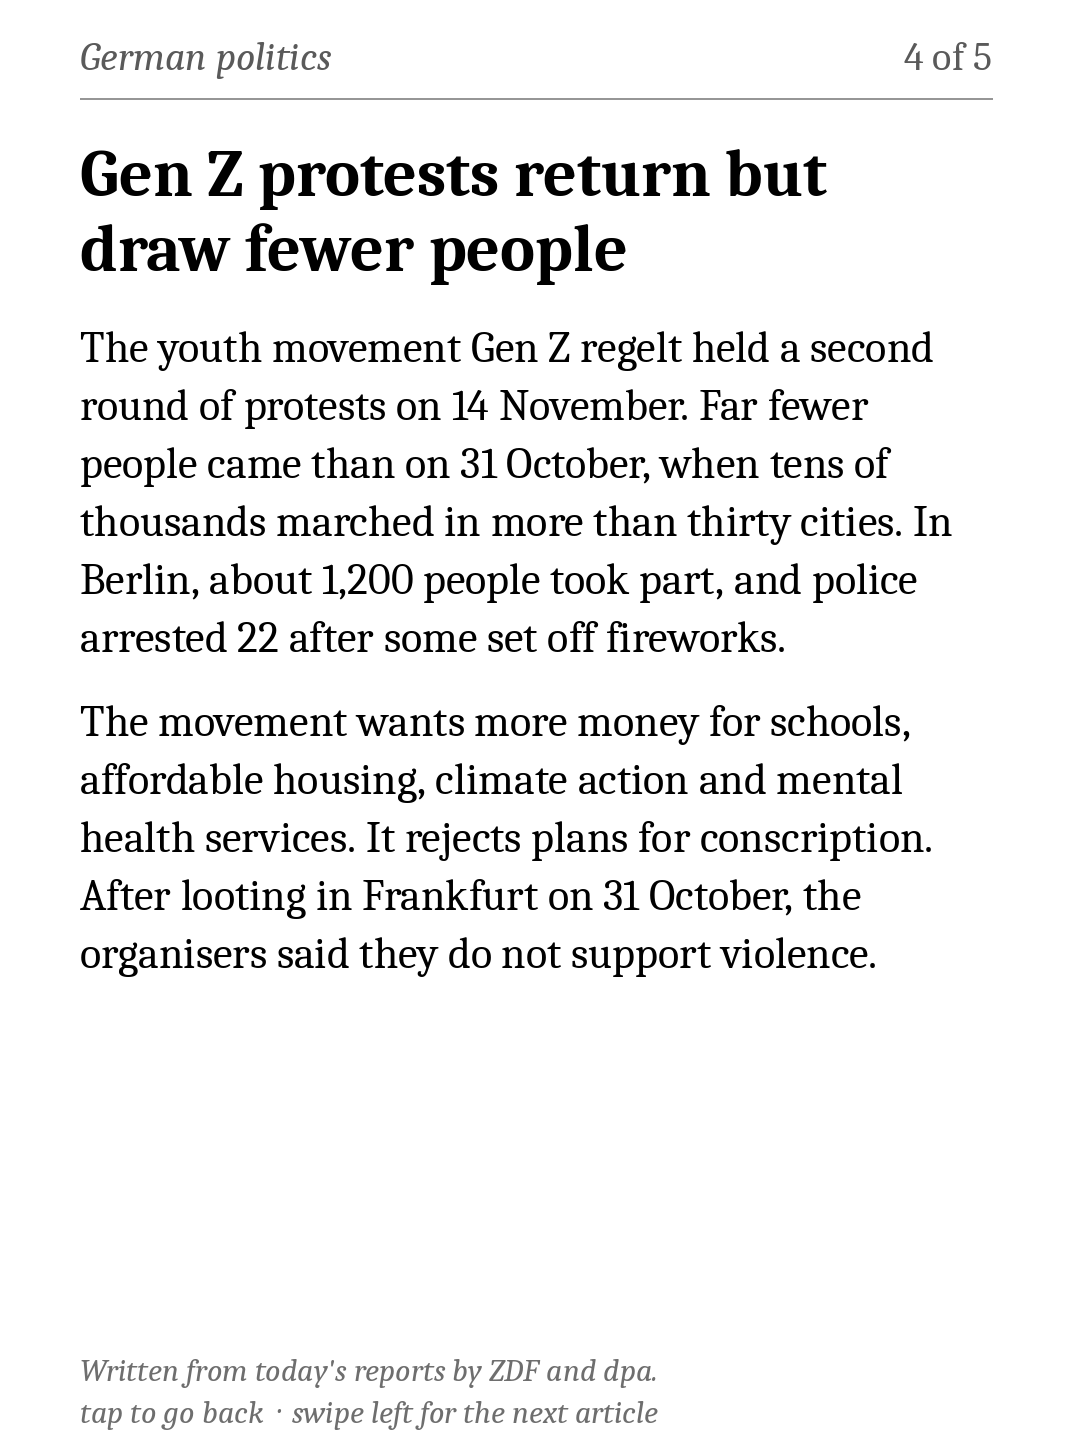 German politics
4 of 5
Gen Z protests return but
draw fewer people
The youth movement Gen Z regelt held a second
round of protests on 14 November. Far fewer
people came than on 31 October, when tens of
thousands marched in more than thirty cities. In
Berlin, about 1,200 people took part, and police
arrested 22 after some set off fireworks.
The movement wants more money for schools,
affordable housing, climate action and mental
health services. It rejects plans for conscription.
After looting in Frankfurt on 31 October, the
organisers said they do not support violence.
Written from today's reports by ZDF and dpa.
tap to go back · swipe left for the next article